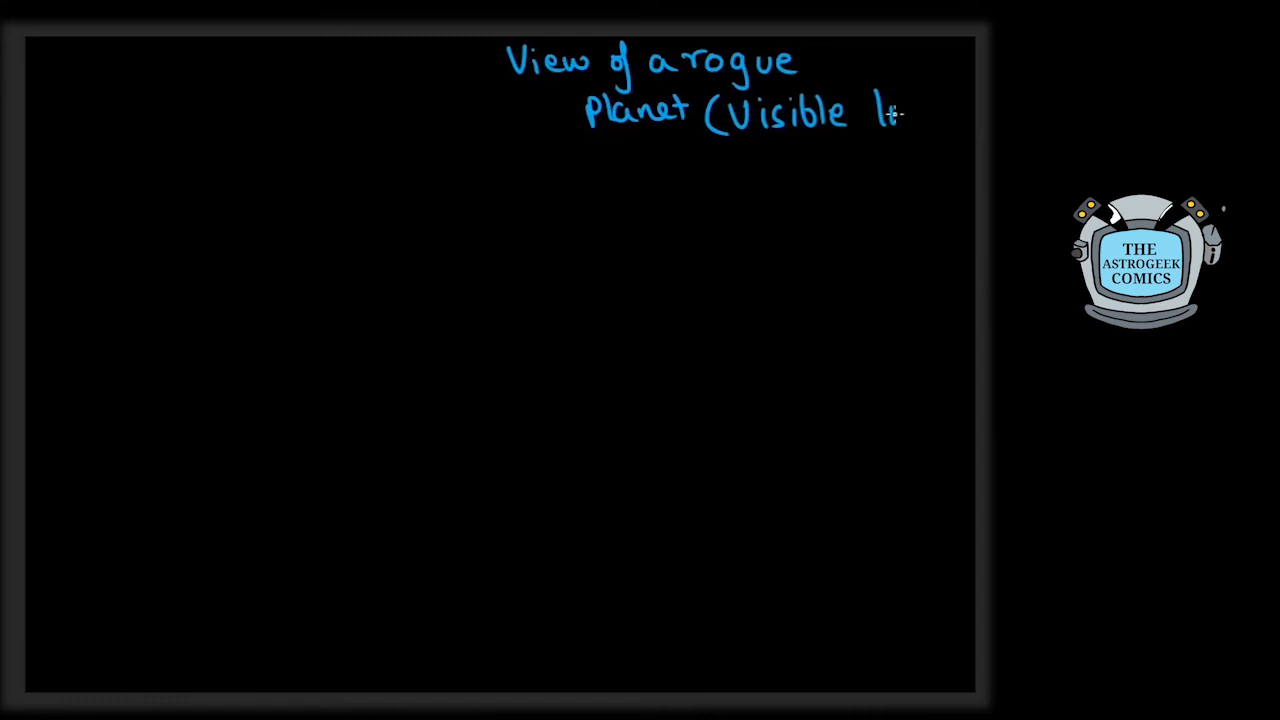 View of a rogue
Planet (Visible
THE
ASTROGEEK
COMICS